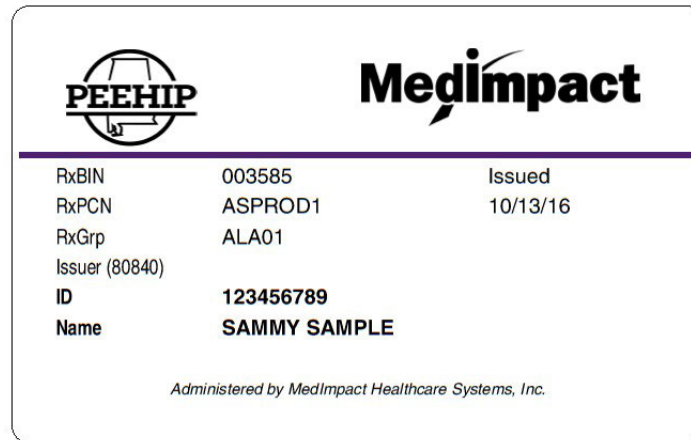 PEEHIP
MedImpact
RxBIN 003585 Issued
RxPCN ASPROD1 10/13/16
RxGrp ALA01
Issuer (80840)
ID 123456789
Name SAMMY SAMPLE
Administered by MedImpact Healthcare Systems, Inc.